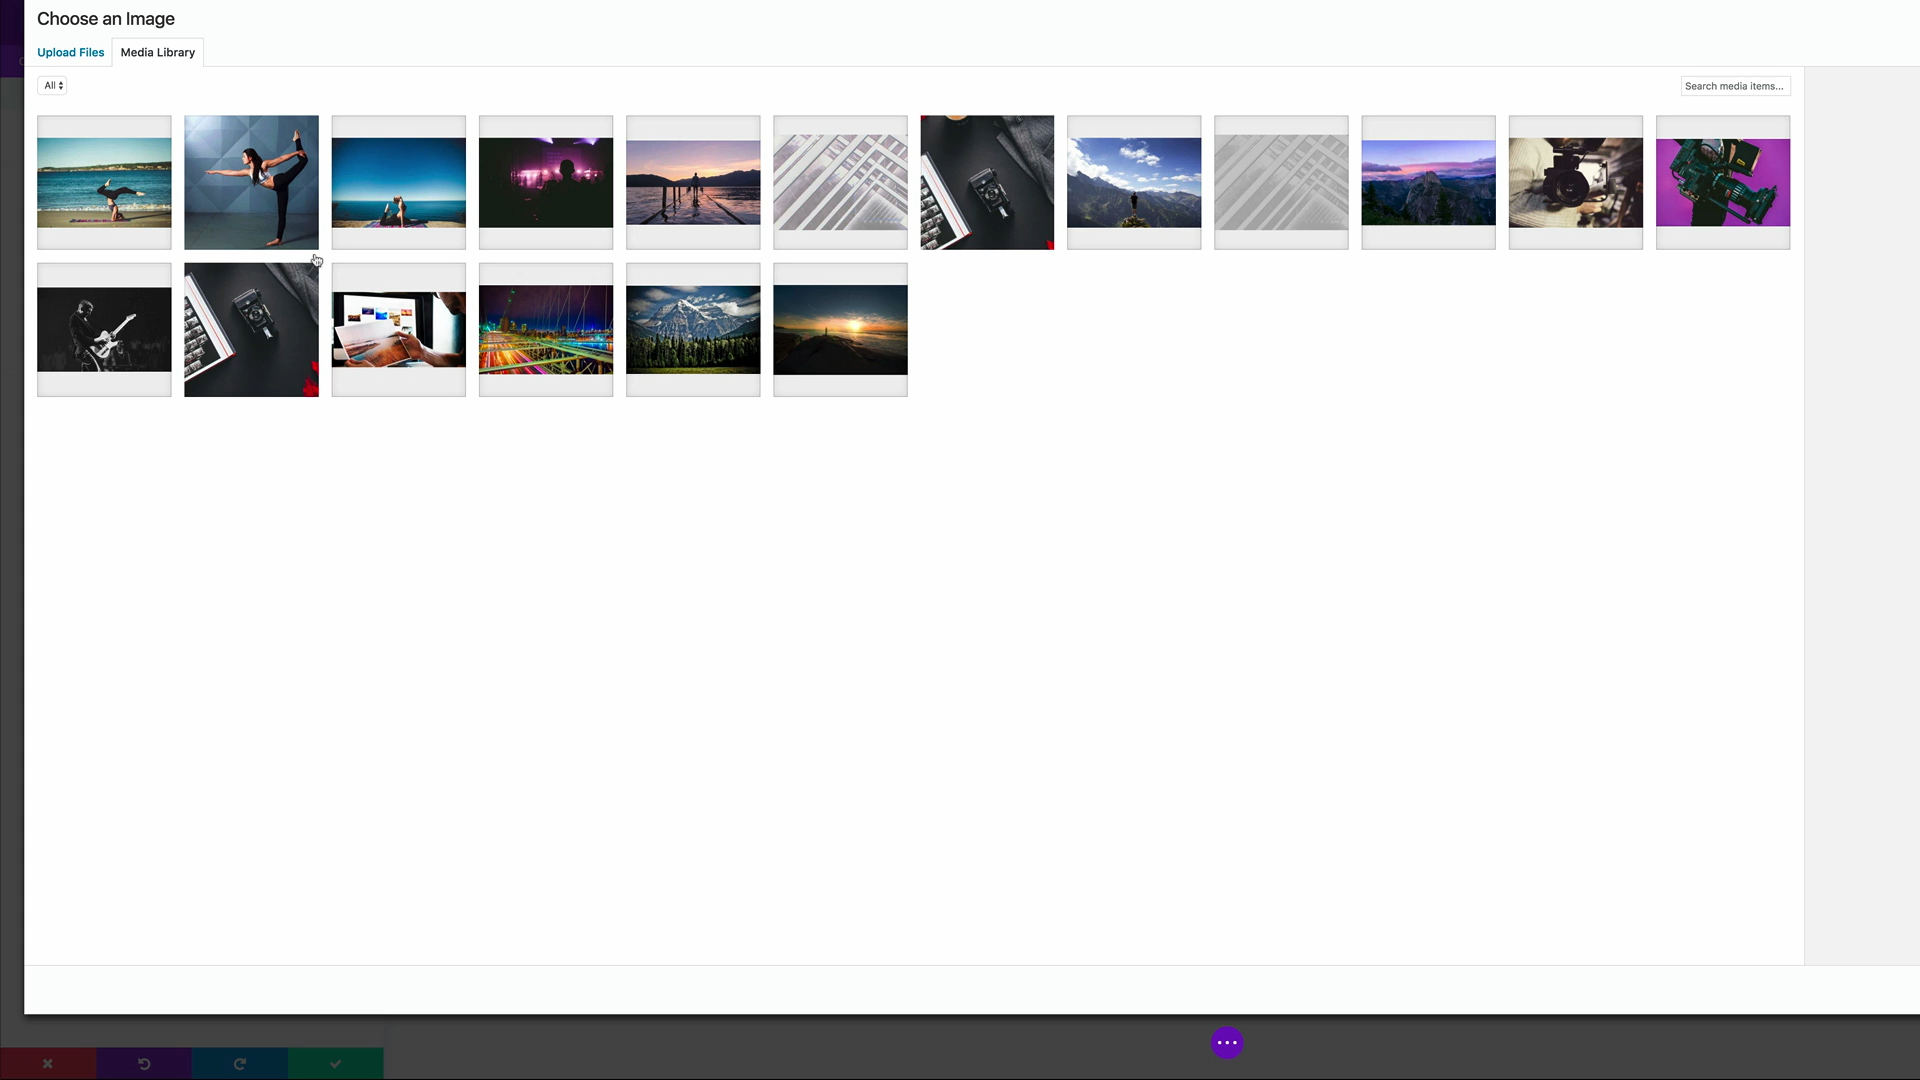 Choose an Image
Upload Files
Media Library
All
Search media items...